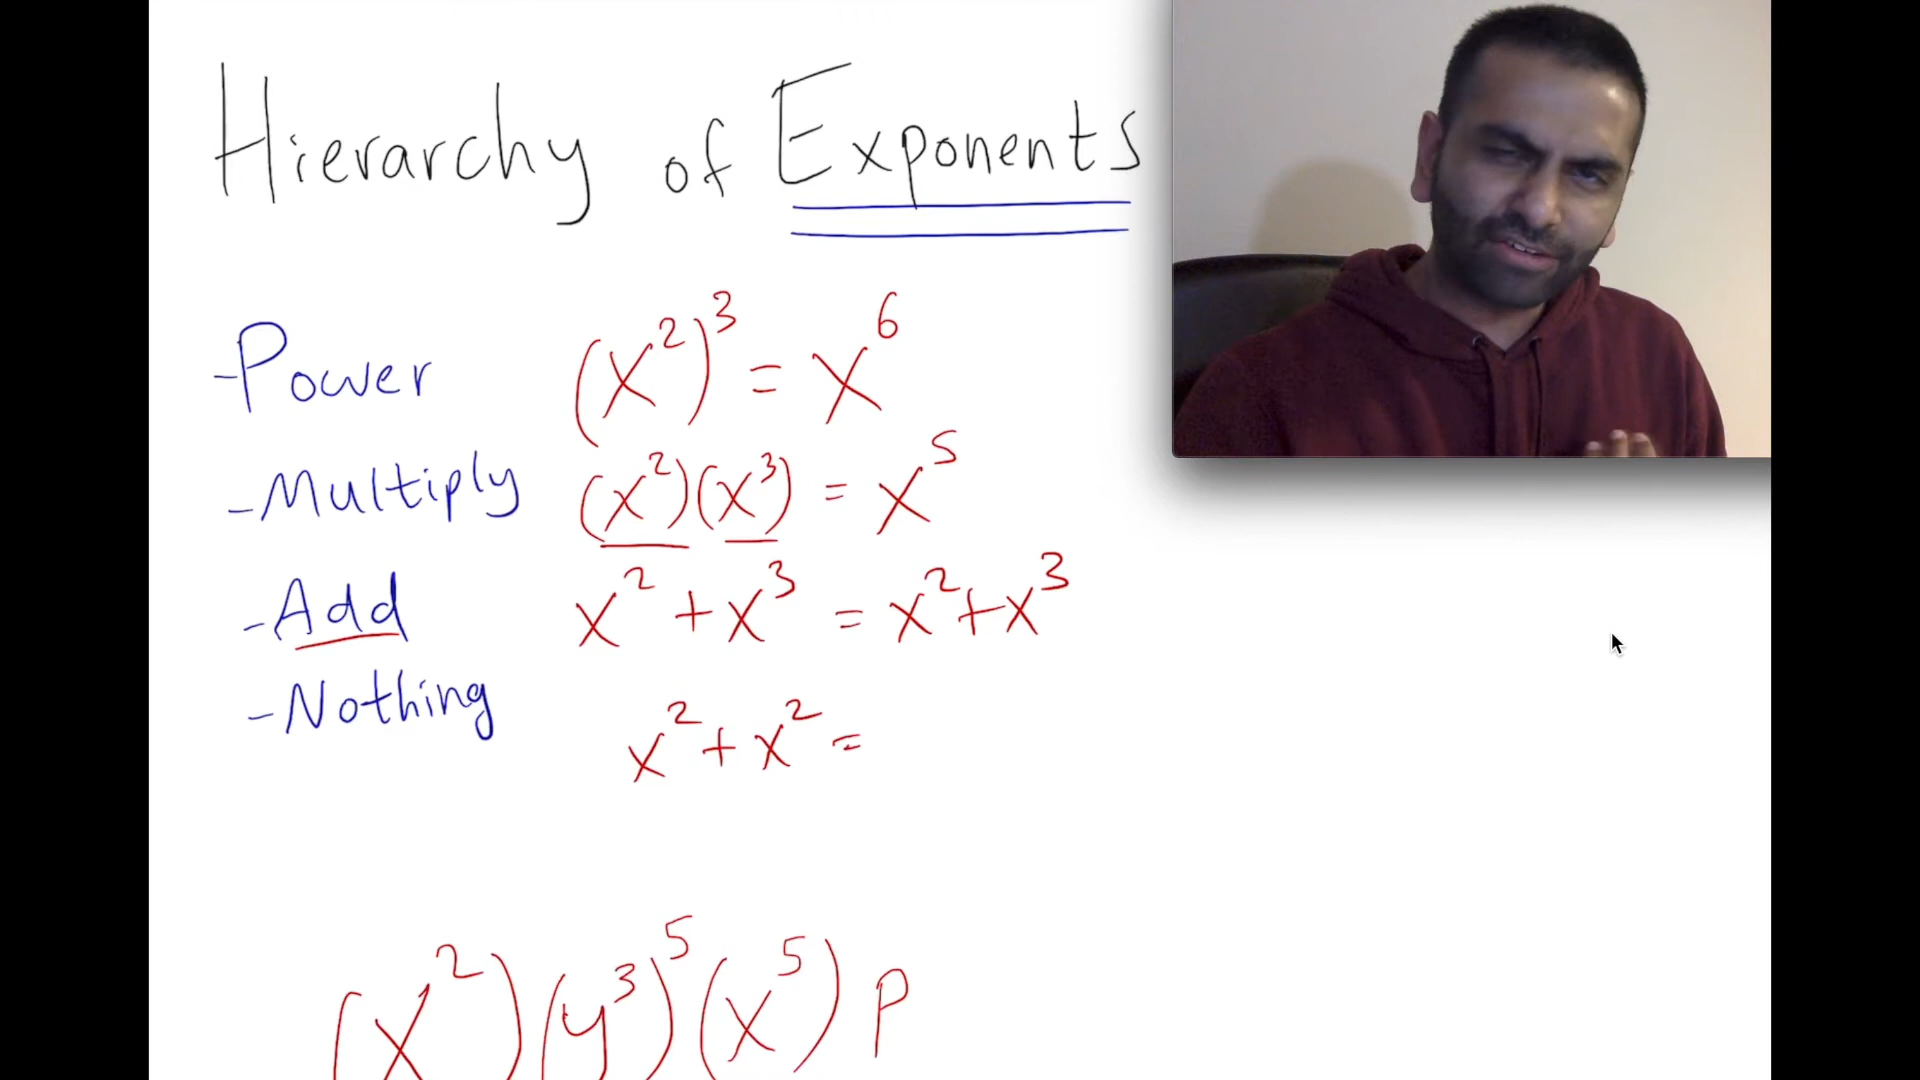 Hierarchy of Exponents
-Power (x²)³ = x⁶
-Multiply (x²)(x³) = x⁵
-Add x² + x³ = x² + x³
-Nothing
x² + x² =
(x²)(y³)⁵(x⁵) p